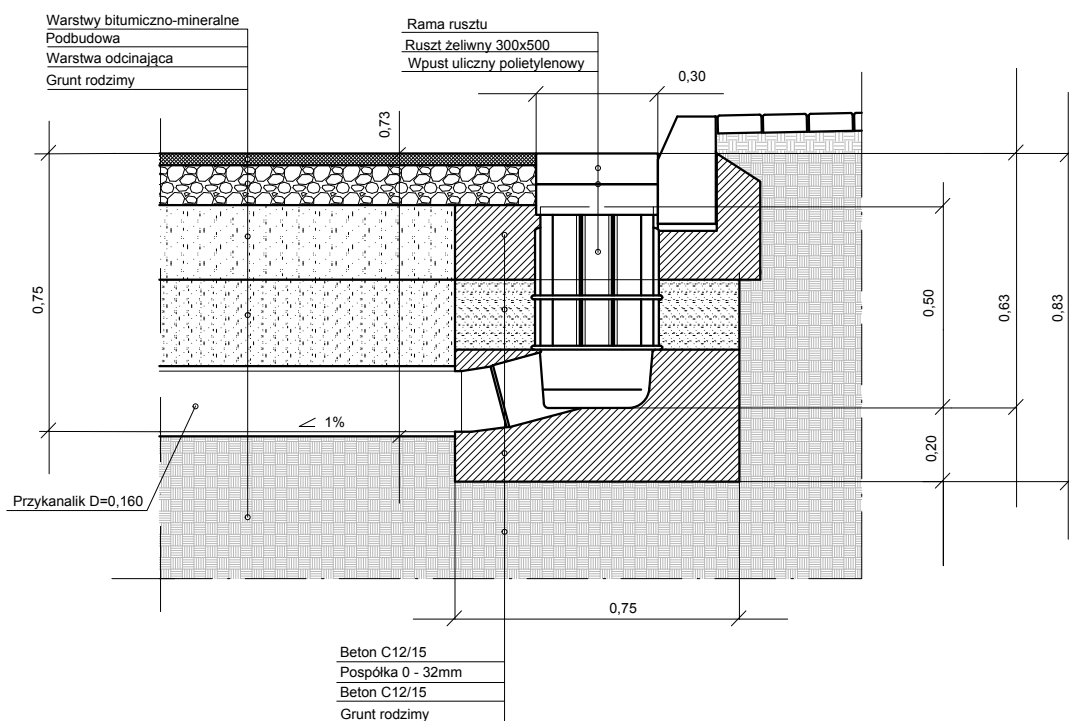 Warstwy bitumiczno-mineralne
Podbudowa
Warstwa odcinająca
Grunt rodzimy
Rama rusztu
Ruszt żeliwny 300x500
Wpust uliczny polietylenowy
0,30
0,73
0,75
0,50
0,63
0,83
1%
0,20
Przykanalik D=0,160
0,75
Beton C12/15
Pospółka 0 - 32mm
Beton C12/15
Grunt rodzimy